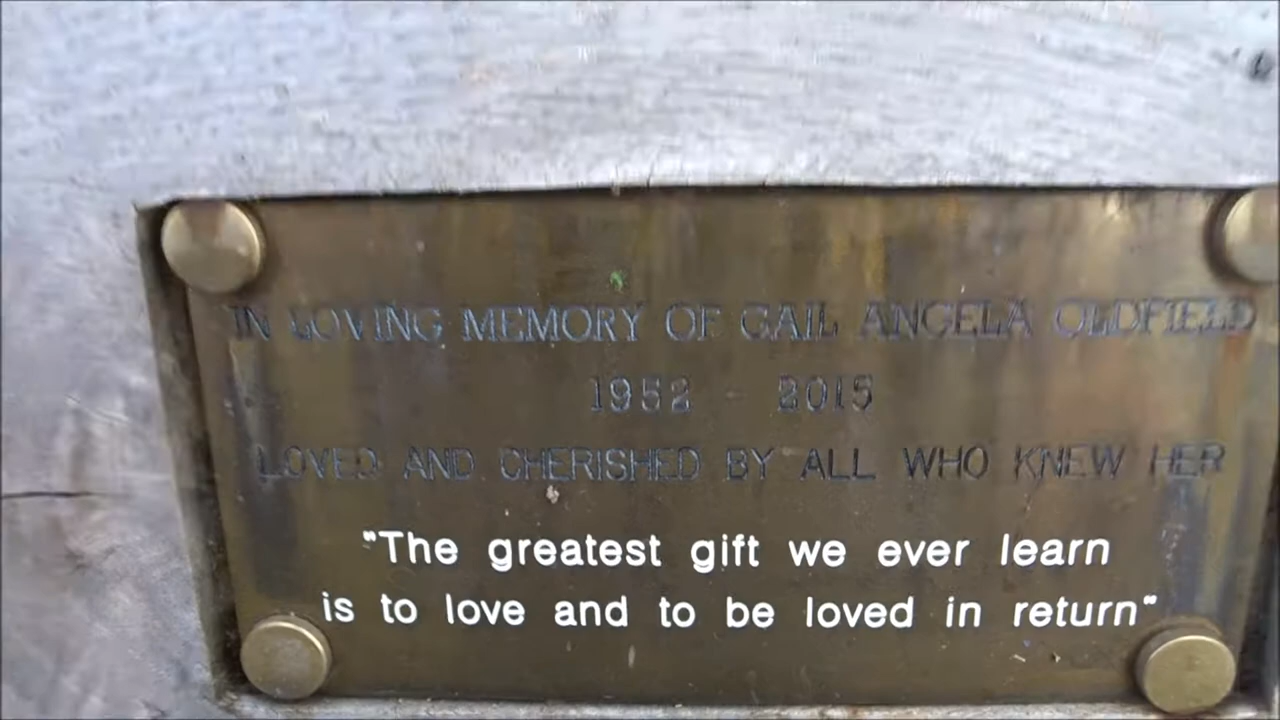 IN LOVING MEMORY OF GAIL ANGELA OLDFIELD
1952 - 2015
LOVED AND CHERISHED BY ALL WHO KNEW HER
"The greatest gift we ever learn
is to love and to be loved in return"